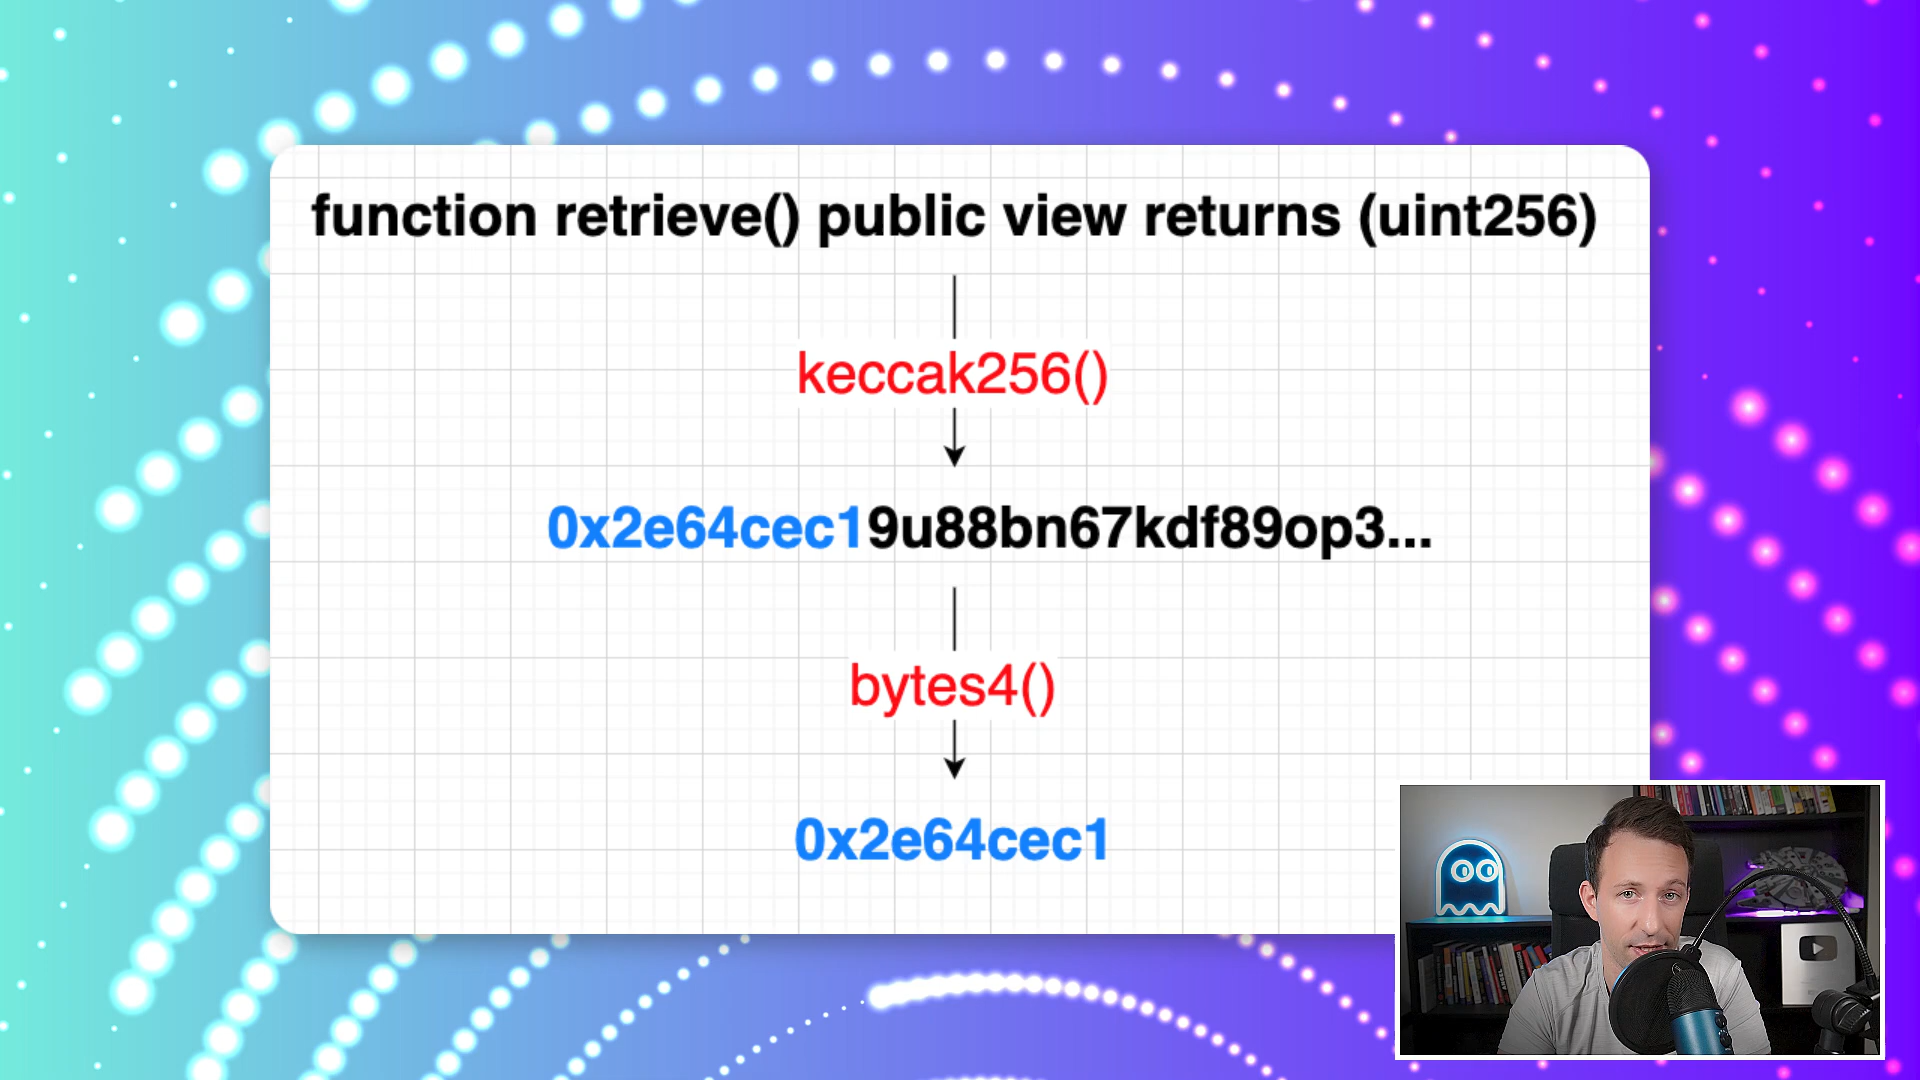 function retrieve() public view returns (uint256)
keccak256()
0x2e64cec19u88bn67kdf89op3...
bytes4()
0x2e64cec1